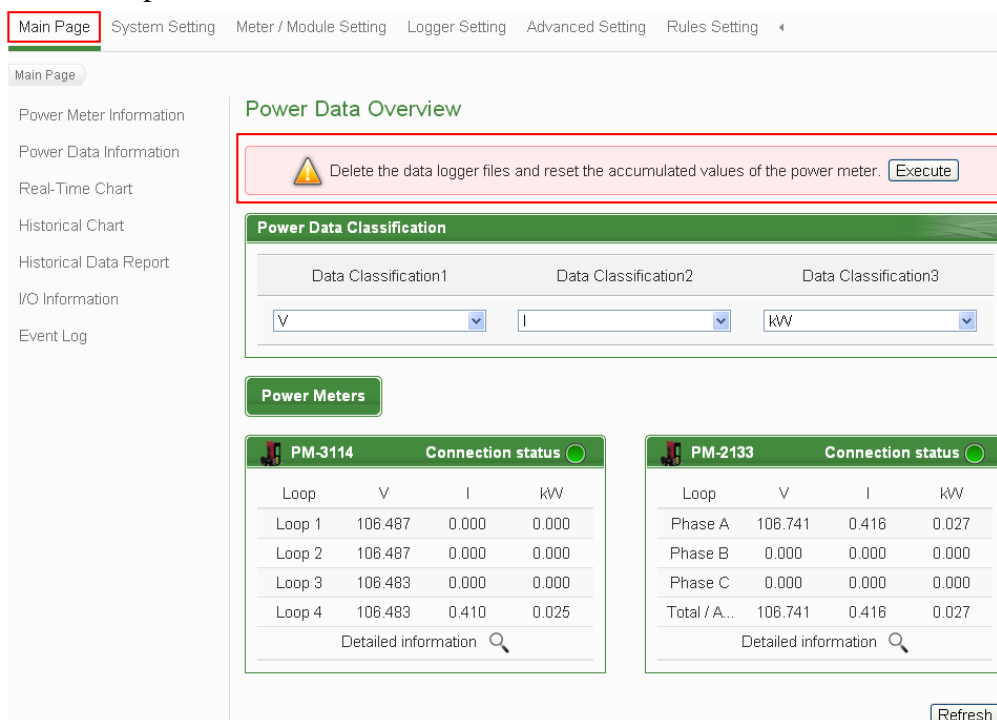 Main Page System Setting Meter / Module Setting Logger Setting Advanced Setting Rules Setting
Main Page
Power Meter Information
Power Data Information
Real-Time Chart
Historical Chart
Historical Data Report
I/O Information
Event Log
Power Data Overview
Delete the data logger files and reset the accumulated values of the power meter. Execute
Power Data Classification
Data Classification1 Data Classification2 Data Classification3
V I kW
Power Meters
PM-3114 Connection status
Loop V I kW
Loop 1 106.487 0.000 0.000
Loop 2 106.487 0.000 0.000
Loop 3 106.483 0.000 0.000
Loop 4 106.483 0.410 0.025
Detailed information
PM-2133 Connection status
Loop V I kW
Phase A 106.741 0.416 0.027
Phase B 0.000 0.000 0.000
Phase C 0.000 0.000 0.000
Total / A... 106.741 0.416 0.027
Detailed information
Refresh